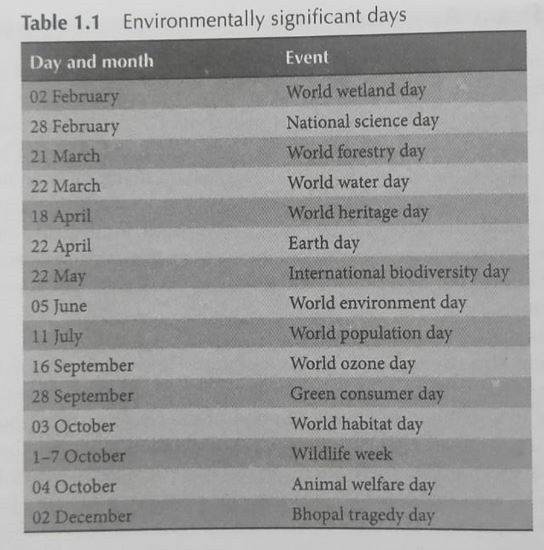 Table 1.1 Environmentally significant days
Day and month Event
02 February World wetland day
28 February National science day
21 March World forestry day
22 March World water day
18 April World heritage day
22 April Earth day
22 May International biodiversity day
05 June World environment day
11 July World population day
16 September World ozone day
28 September Green consumer day
03 October World habitat day
1–7 October Wildlife week
04 October Animal welfare day
02 December Bhopal tragedy day